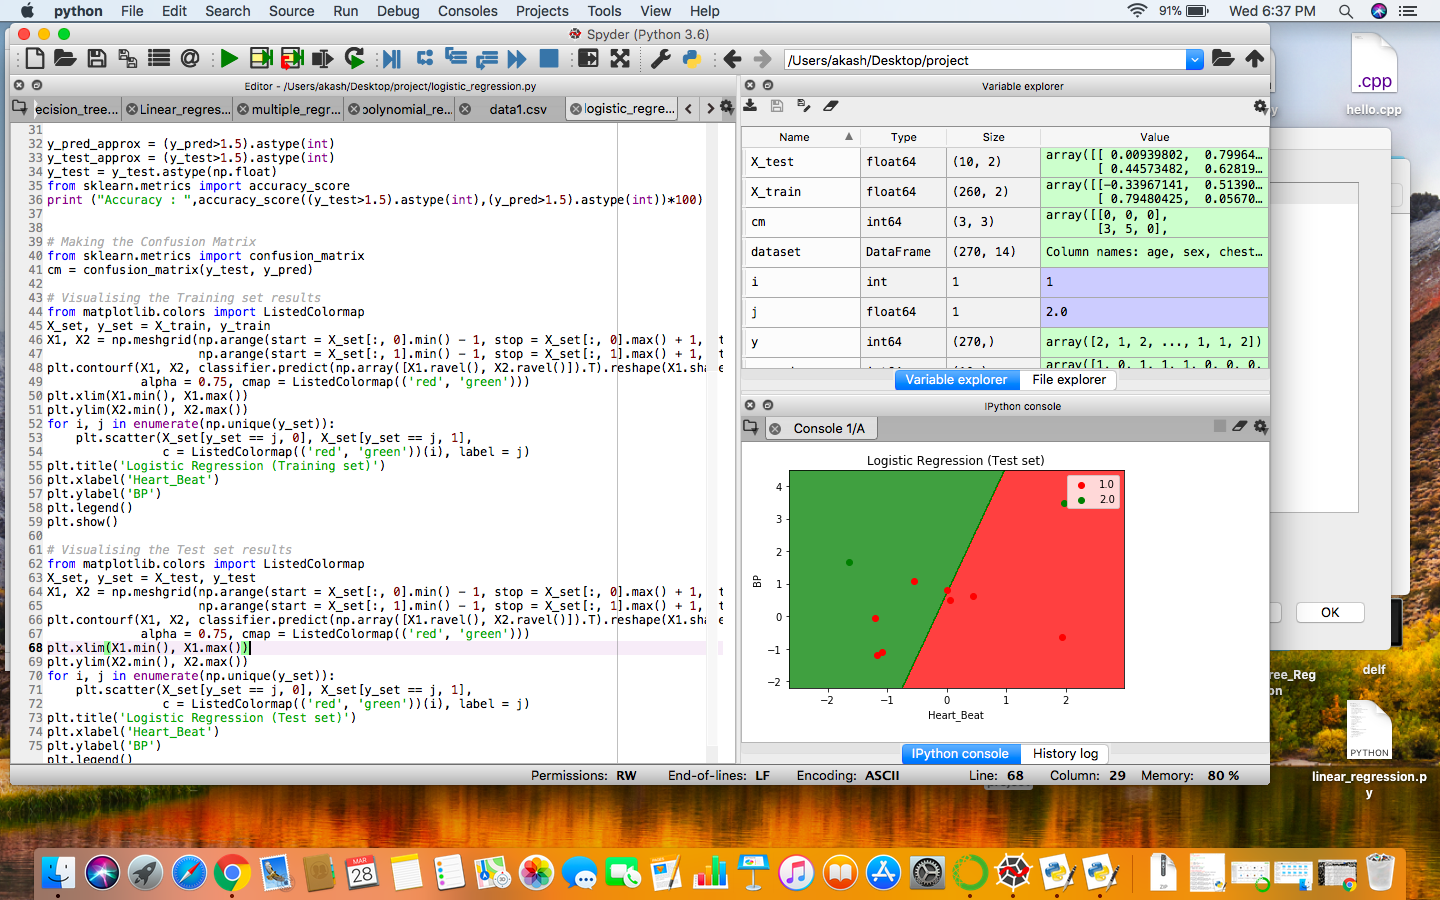 python File Edit Search Source Run Debug Consoles Projects Tools View Help 91% Wed 6:37 PM
Spyder (Python 3.6)
/Users/akash/Desktop/project
Editor - /Users/akash/Desktop/project/logistic_regression.py
ecision_tree... Linear_regres... multiple_regr... polynomial_re... data1.csv logistic_regre...
31
32 y_pred_approx = (y_pred>1.5).astype(int)
33 y_test_approx = (y_test>1.5).astype(int)
34 y_test = y_test.astype(np.float)
35 from sklearn.metrics import accuracy_score
36 print ("Accuracy : ",accuracy_score((y_test>1.5).astype(int),(y_pred>1.5).astype(int))*100)
37
38
39 # Making the Confusion Matrix
40 from sklearn.metrics import confusion_matrix
41 cm = confusion_matrix(y_test, y_pred)
42
43 # Visualising the Training set results
44 from matplotlib.colors import ListedColormap
45 X_set, y_set = X_train, y_train
46 X1, X2 = np.meshgrid(np.arange(start = X_set[:, 0].min() - 1, stop = X_set[:, 0].max() + 1, t
47 np.arange(start = X_set[:, 1].min() - 1, stop = X_set[:, 1].max() + 1, t
48 plt.contourf(X1, X2, classifier.predict(np.array([X1.ravel(), X2.ravel()]).T).reshape(X1.shape
49 alpha = 0.75, cmap = ListedColormap(('red', 'green')))
50 plt.xlim(X1.min(), X1.max())
51 plt.ylim(X2.min(), X2.max())
52 for i, j in enumerate(np.unique(y_set)):
53 plt.scatter(X_set[y_set == j, 0], X_set[y_set == j, 1],
54 c = ListedColormap(('red', 'green'))(i), label = j)
55 plt.title('Logistic Regression (Training set)')
56 plt.xlabel('Heart_Beat')
57 plt.ylabel('BP')
58 plt.legend()
59 plt.show()
60
61 # Visualising the Test set results
62 from matplotlib.colors import ListedColormap
63 X_set, y_set = X_test, y_test
64 X1, X2 = np.meshgrid(np.arange(start = X_set[:, 0].min() - 1, stop = X_set[:, 0].max() + 1, t
65 np.arange(start = X_set[:, 1].min() - 1, stop = X_set[:, 1].max() + 1, t
66 plt.contourf(X1, X2, classifier.predict(np.array([X1.ravel(), X2.ravel()]).T).reshape(X1.shape
67 alpha = 0.75, cmap = ListedColormap(('red', 'green')))
68 plt.xlim(X1.min(), X1.max())
69 plt.ylim(X2.min(), X2.max())
70 for i, j in enumerate(np.unique(y_set)):
71 plt.scatter(X_set[y_set == j, 0], X_set[y_set == j, 1],
72 c = ListedColormap(('red', 'green'))(i), label = j)
73 plt.title('Logistic Regression (Test set)')
74 plt.xlabel('Heart_Beat')
75 plt.ylabel('BP')
plt.legend()
Variable explorer
Name Type Size Value
X_test float64 (10, 2) array([[ 0.00939802, 0.79964...
[ 0.44573482, 0.62819...
X_train float64 (260, 2) array([[-0.33967141, 0.51390...
[ 0.79480425, 0.05670...
cm int64 (3, 3) array([[0, 0, 0],
[3, 5, 0],
dataset DataFrame (270, 14) Column names: age, sex, chest...
i int 1 1
j float64 1 2.0
y int64 (270,) array([2, 1, 2, ..., 1, 1, 2])
array([1, 0, 1, 1, 1, 0, 0, 0,
Variable explorer File explorer
IPython console
Console 1/A
Logistic Regression (Test set)
1.0
2.0
4
3
2
1
0
−1
−2
BP
−2 −1 0 1 2
Heart_Beat
IPython console History log
Permissions: RW End-of-lines: LF Encoding: ASCII Line: 68 Column: 29 Memory: 80 %
.cpp
hello.cpp
OK
delf
ree_Reg
on
PYTHON
linear_regression.p
y
MAR
28
ZIP